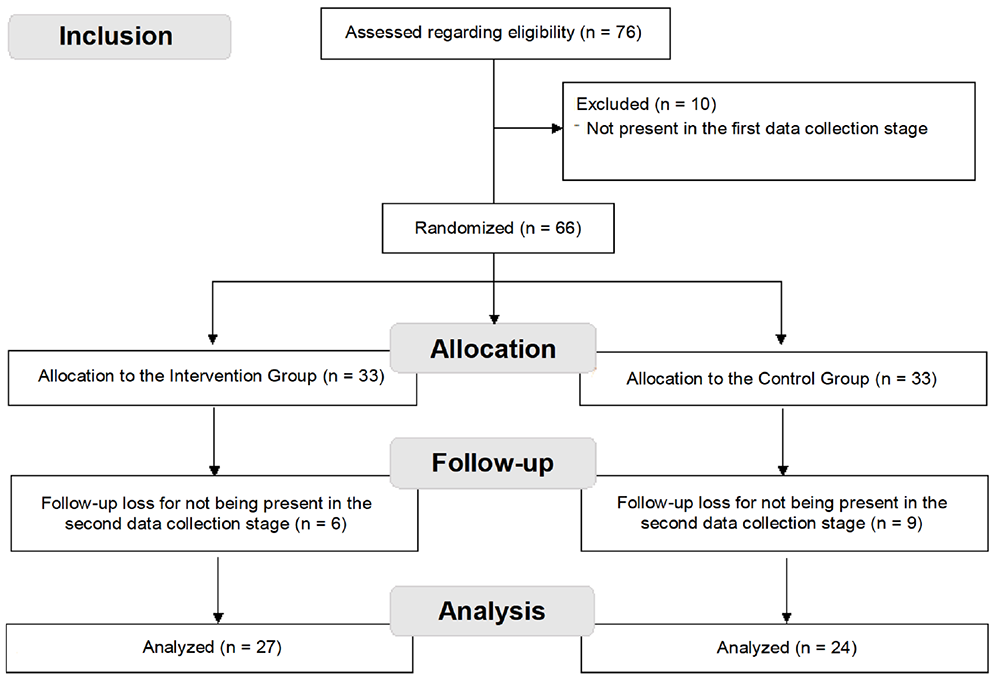 Inclusion
Assessed regarding eligibility (n = 76)
Excluded (n = 10)
- Not present in the first data collection stage
Randomized (n = 66)
Allocation
Allocation to the Intervention Group (n = 33)
Allocation to the Control Group (n = 33)
Follow-up
Follow-up loss for not being present in the
second data collection stage (n = 6)
Follow-up loss for not being present in the
second data collection stage (n = 9)
Analysis
Analyzed (n = 27)
Analyzed (n = 24)